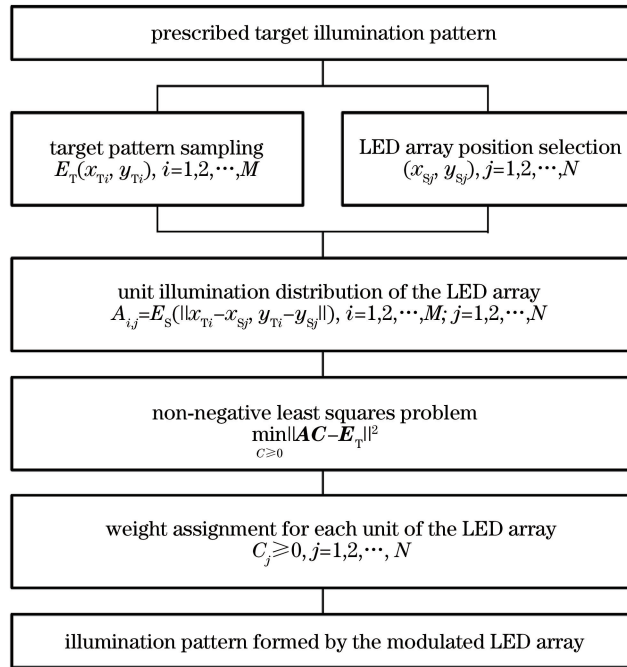 prescribed target illumination pattern
target pattern sampling
E_T(x_Ti, y_Ti), i=1,2,⋯,M
LED array position selection
(x_Sj, y_Sj), j=1,2,⋯,N
unit illumination distribution of the LED array
A_i,j=E_S(||x_Ti−x_Sj, y_Ti−y_Sj||), i=1,2,⋯,M; j=1,2,⋯,N
non-negative least squares problem
min||AC−E_T||²
C≥0
weight assignment for each unit of the LED array
C_j≥0, j=1,2,⋯, N
illumination pattern formed by the modulated LED array